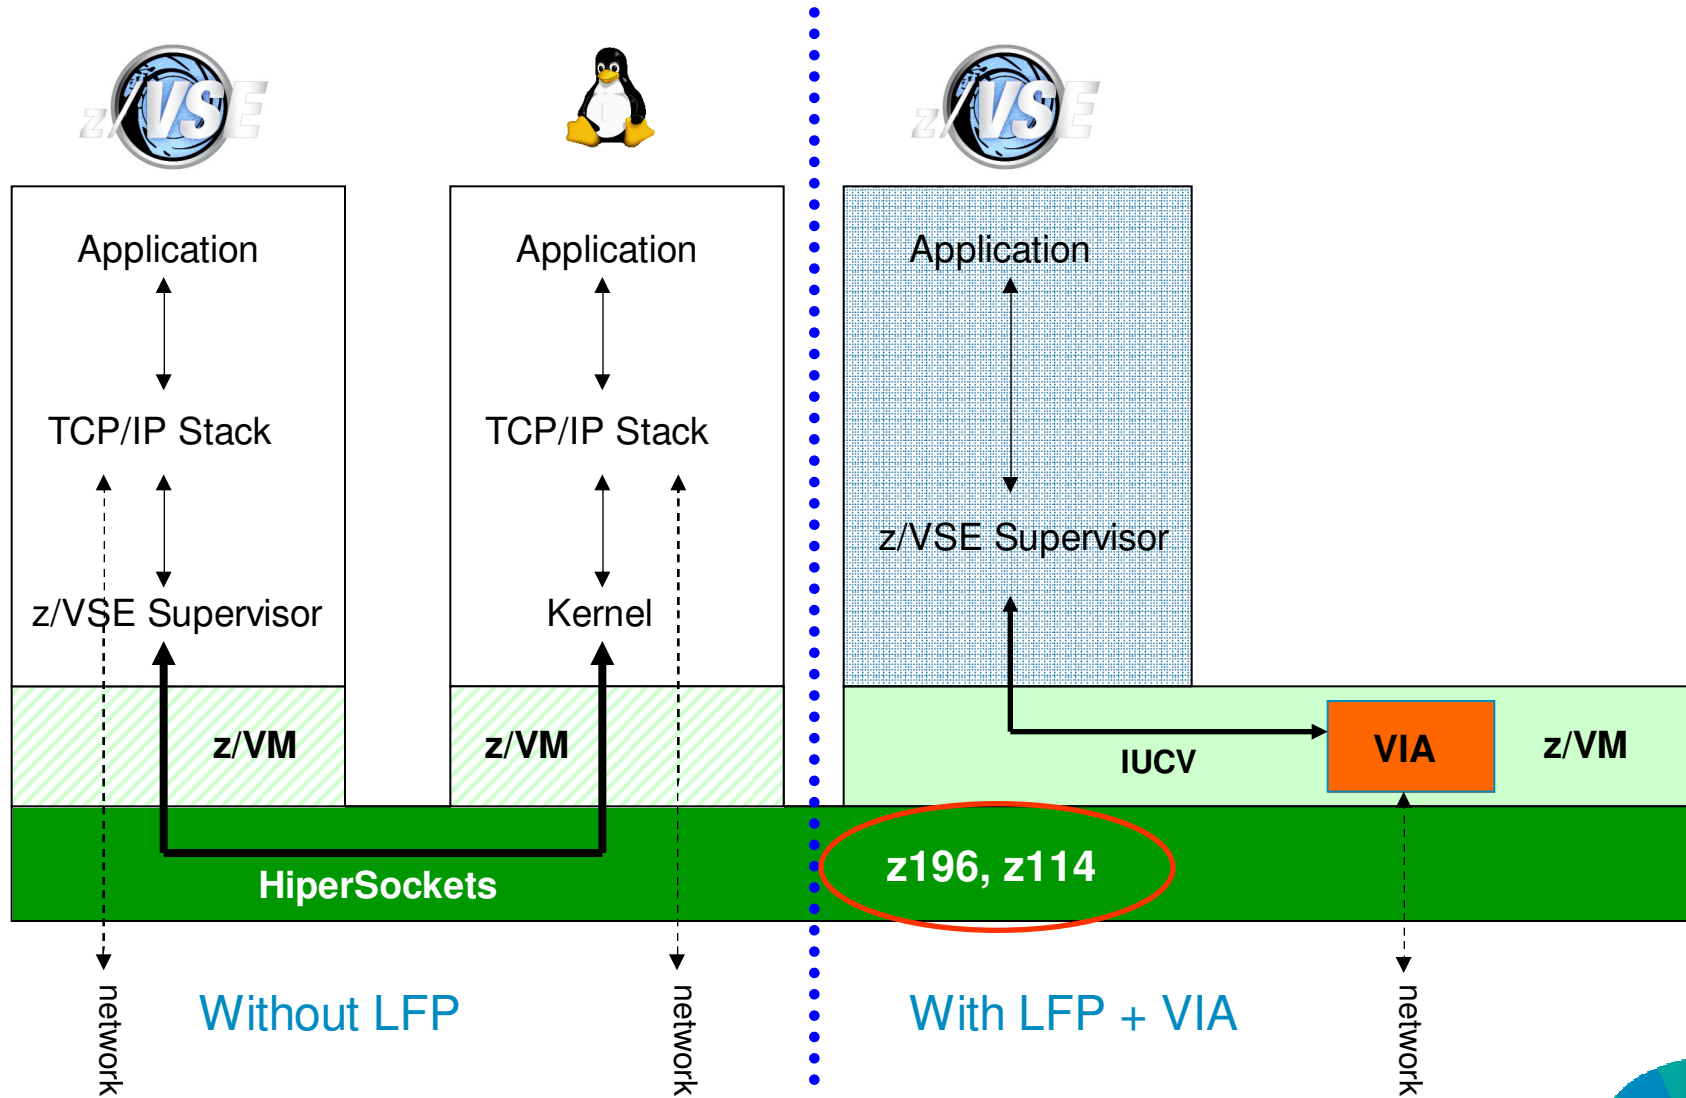 z/VSE
z/VSE
Application
Application
Application
TCP/IP Stack
TCP/IP Stack
z/VSE Supervisor
z/VSE Supervisor
Kernel
z/VM
z/VM
IUCV
VIA
z/VM
HiperSockets
z196, z114
network
Without LFP
network
With LFP + VIA
network